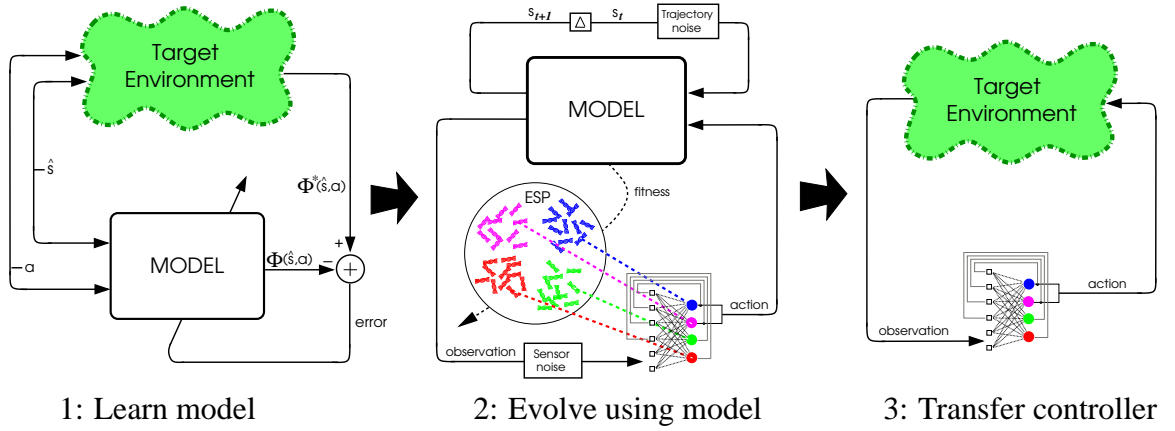 Target
Environment
ŝ
a
MODEL
Φ*(ŝ,a)
Φ(ŝ,a)
+
−
+
error
1: Learn model
s_{t+1}
Δ
s_t
Trajectory
noise
MODEL
fitness
ESP
action
observation
Sensor
noise
2: Evolve using model
Target
Environment
action
observation
3: Transfer controller